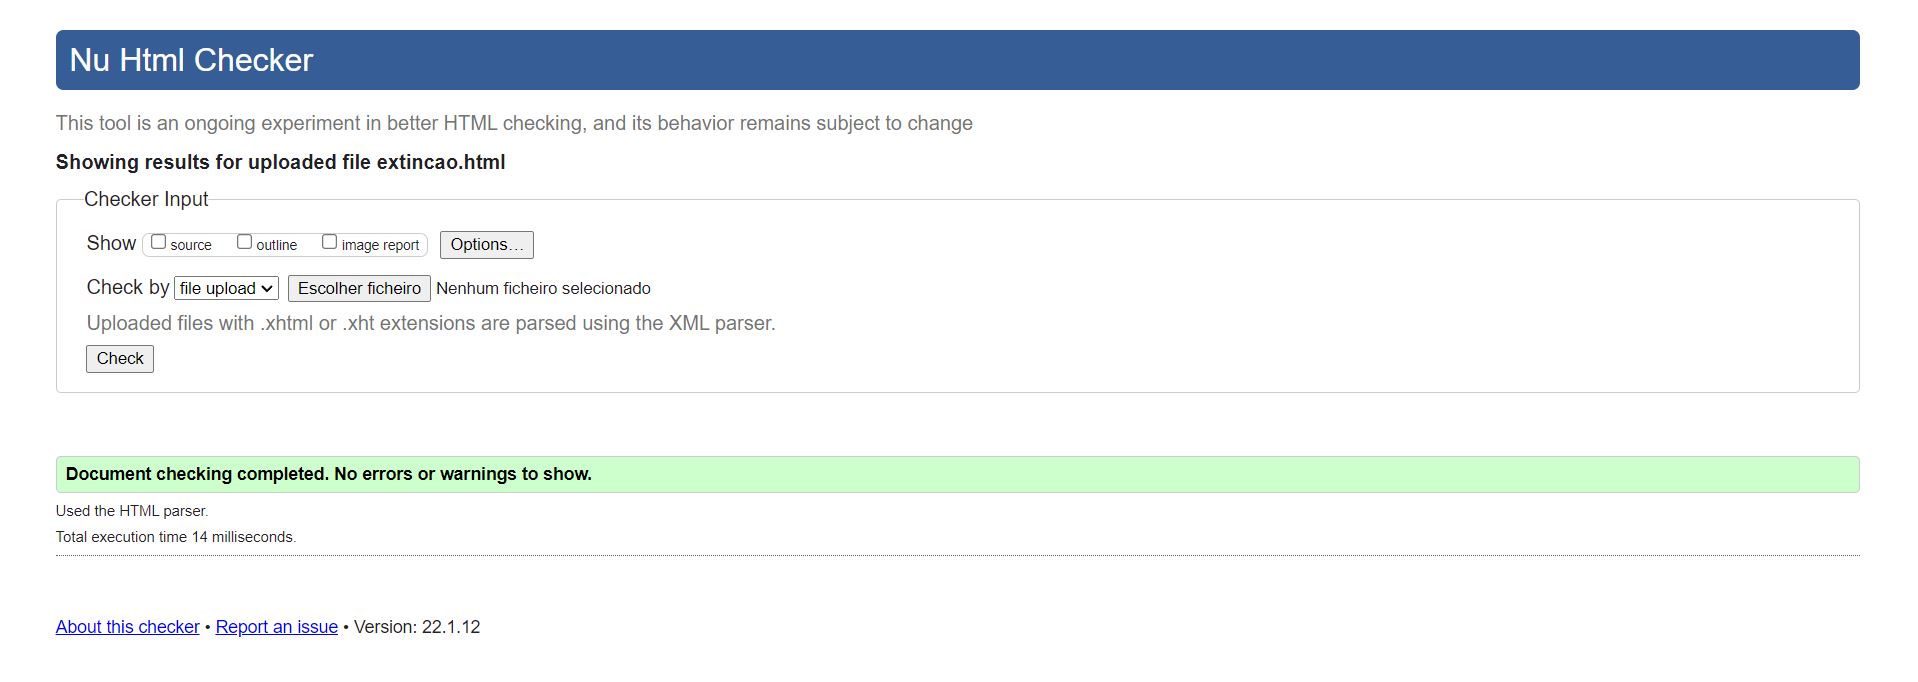 Nu Html Checker
This tool is an ongoing experiment in better HTML checking, and its behavior remains subject to change
Showing results for uploaded file extincao.html
Checker Input
Show source outline image report Options…
Check by file upload Escolher ficheiro Nenhum ficheiro selecionado
Uploaded files with .xhtml or .xht extensions are parsed using the XML parser.
Check
Document checking completed. No errors or warnings to show.
Used the HTML parser.
Total execution time 14 milliseconds.
About this checker • Report an issue • Version: 22.1.12